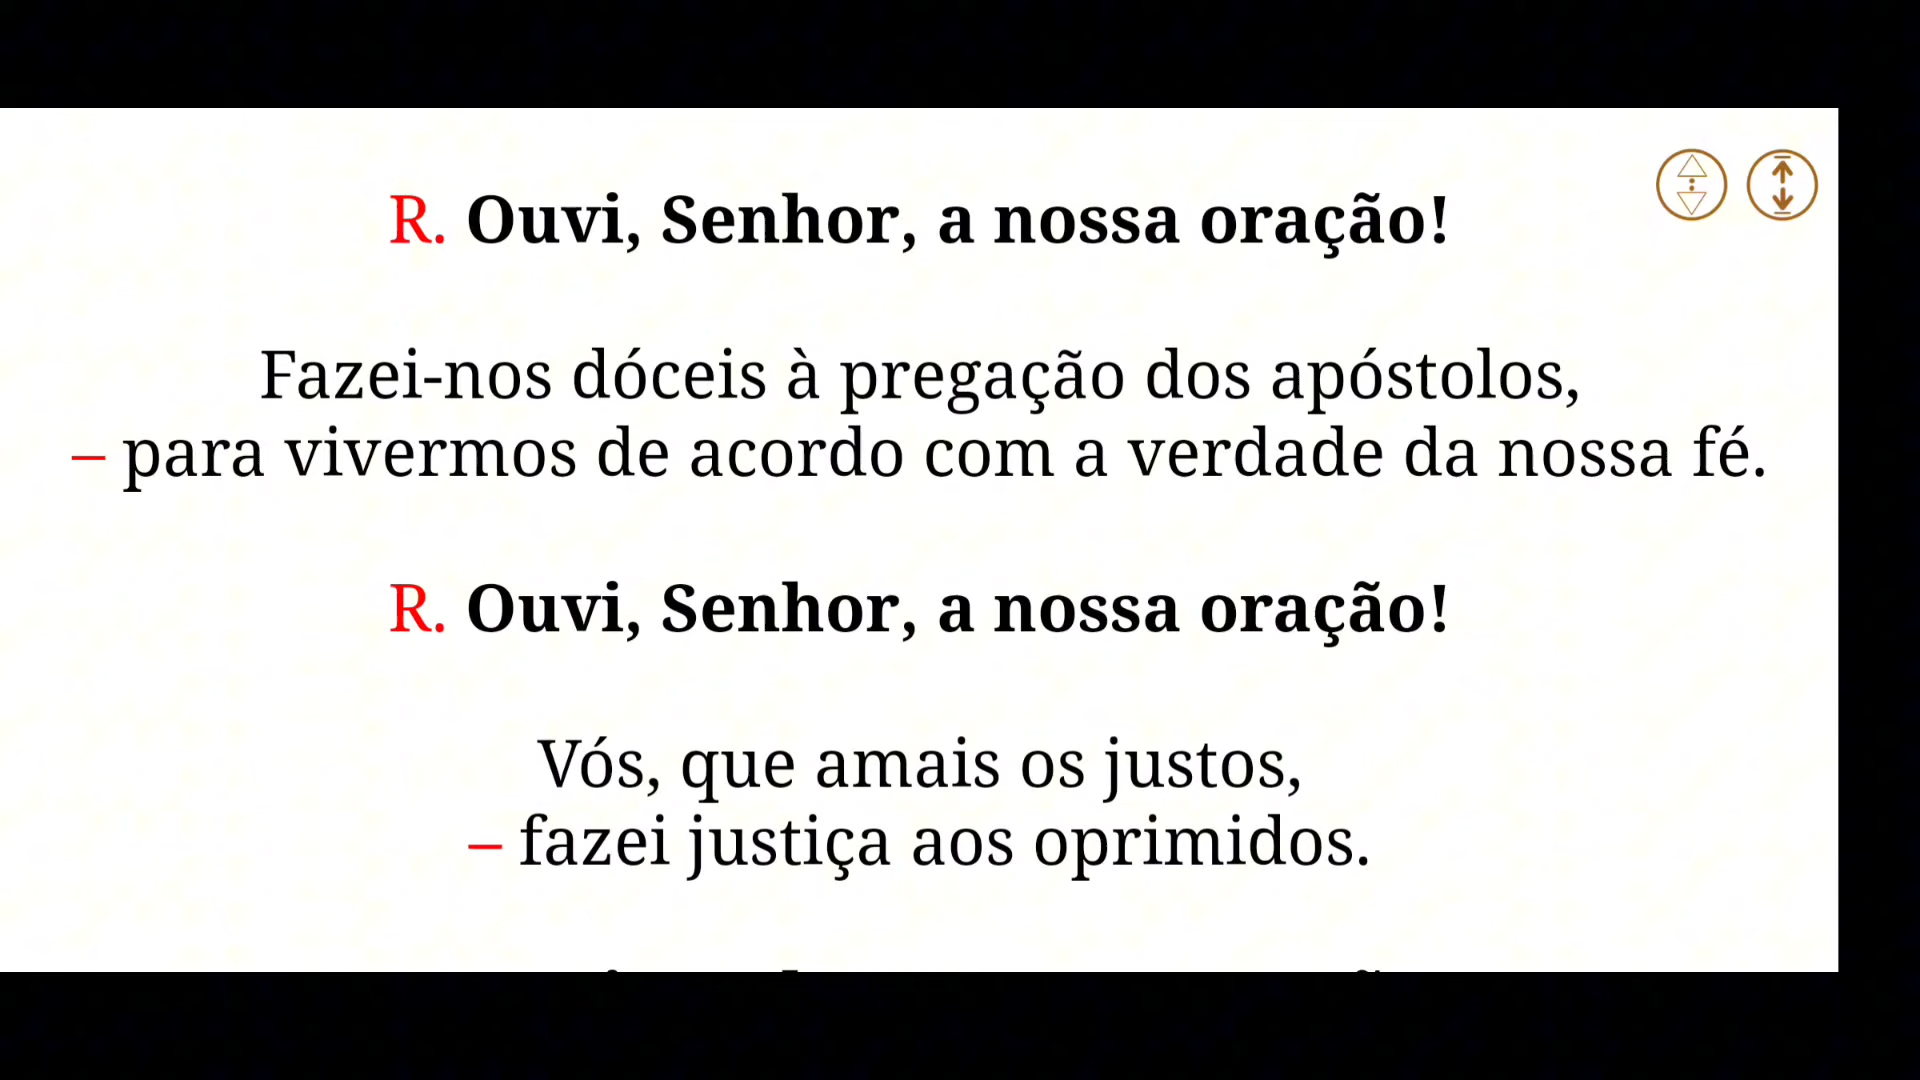 R. Ouvi, Senhor, a nossa oração!
Fazei-nos dóceis à pregação dos apóstolos,
– para vivermos de acordo com a verdade da nossa fé.
R. Ouvi, Senhor, a nossa oração!
Vós, que amais os justos,
– fazei justiça aos oprimidos.